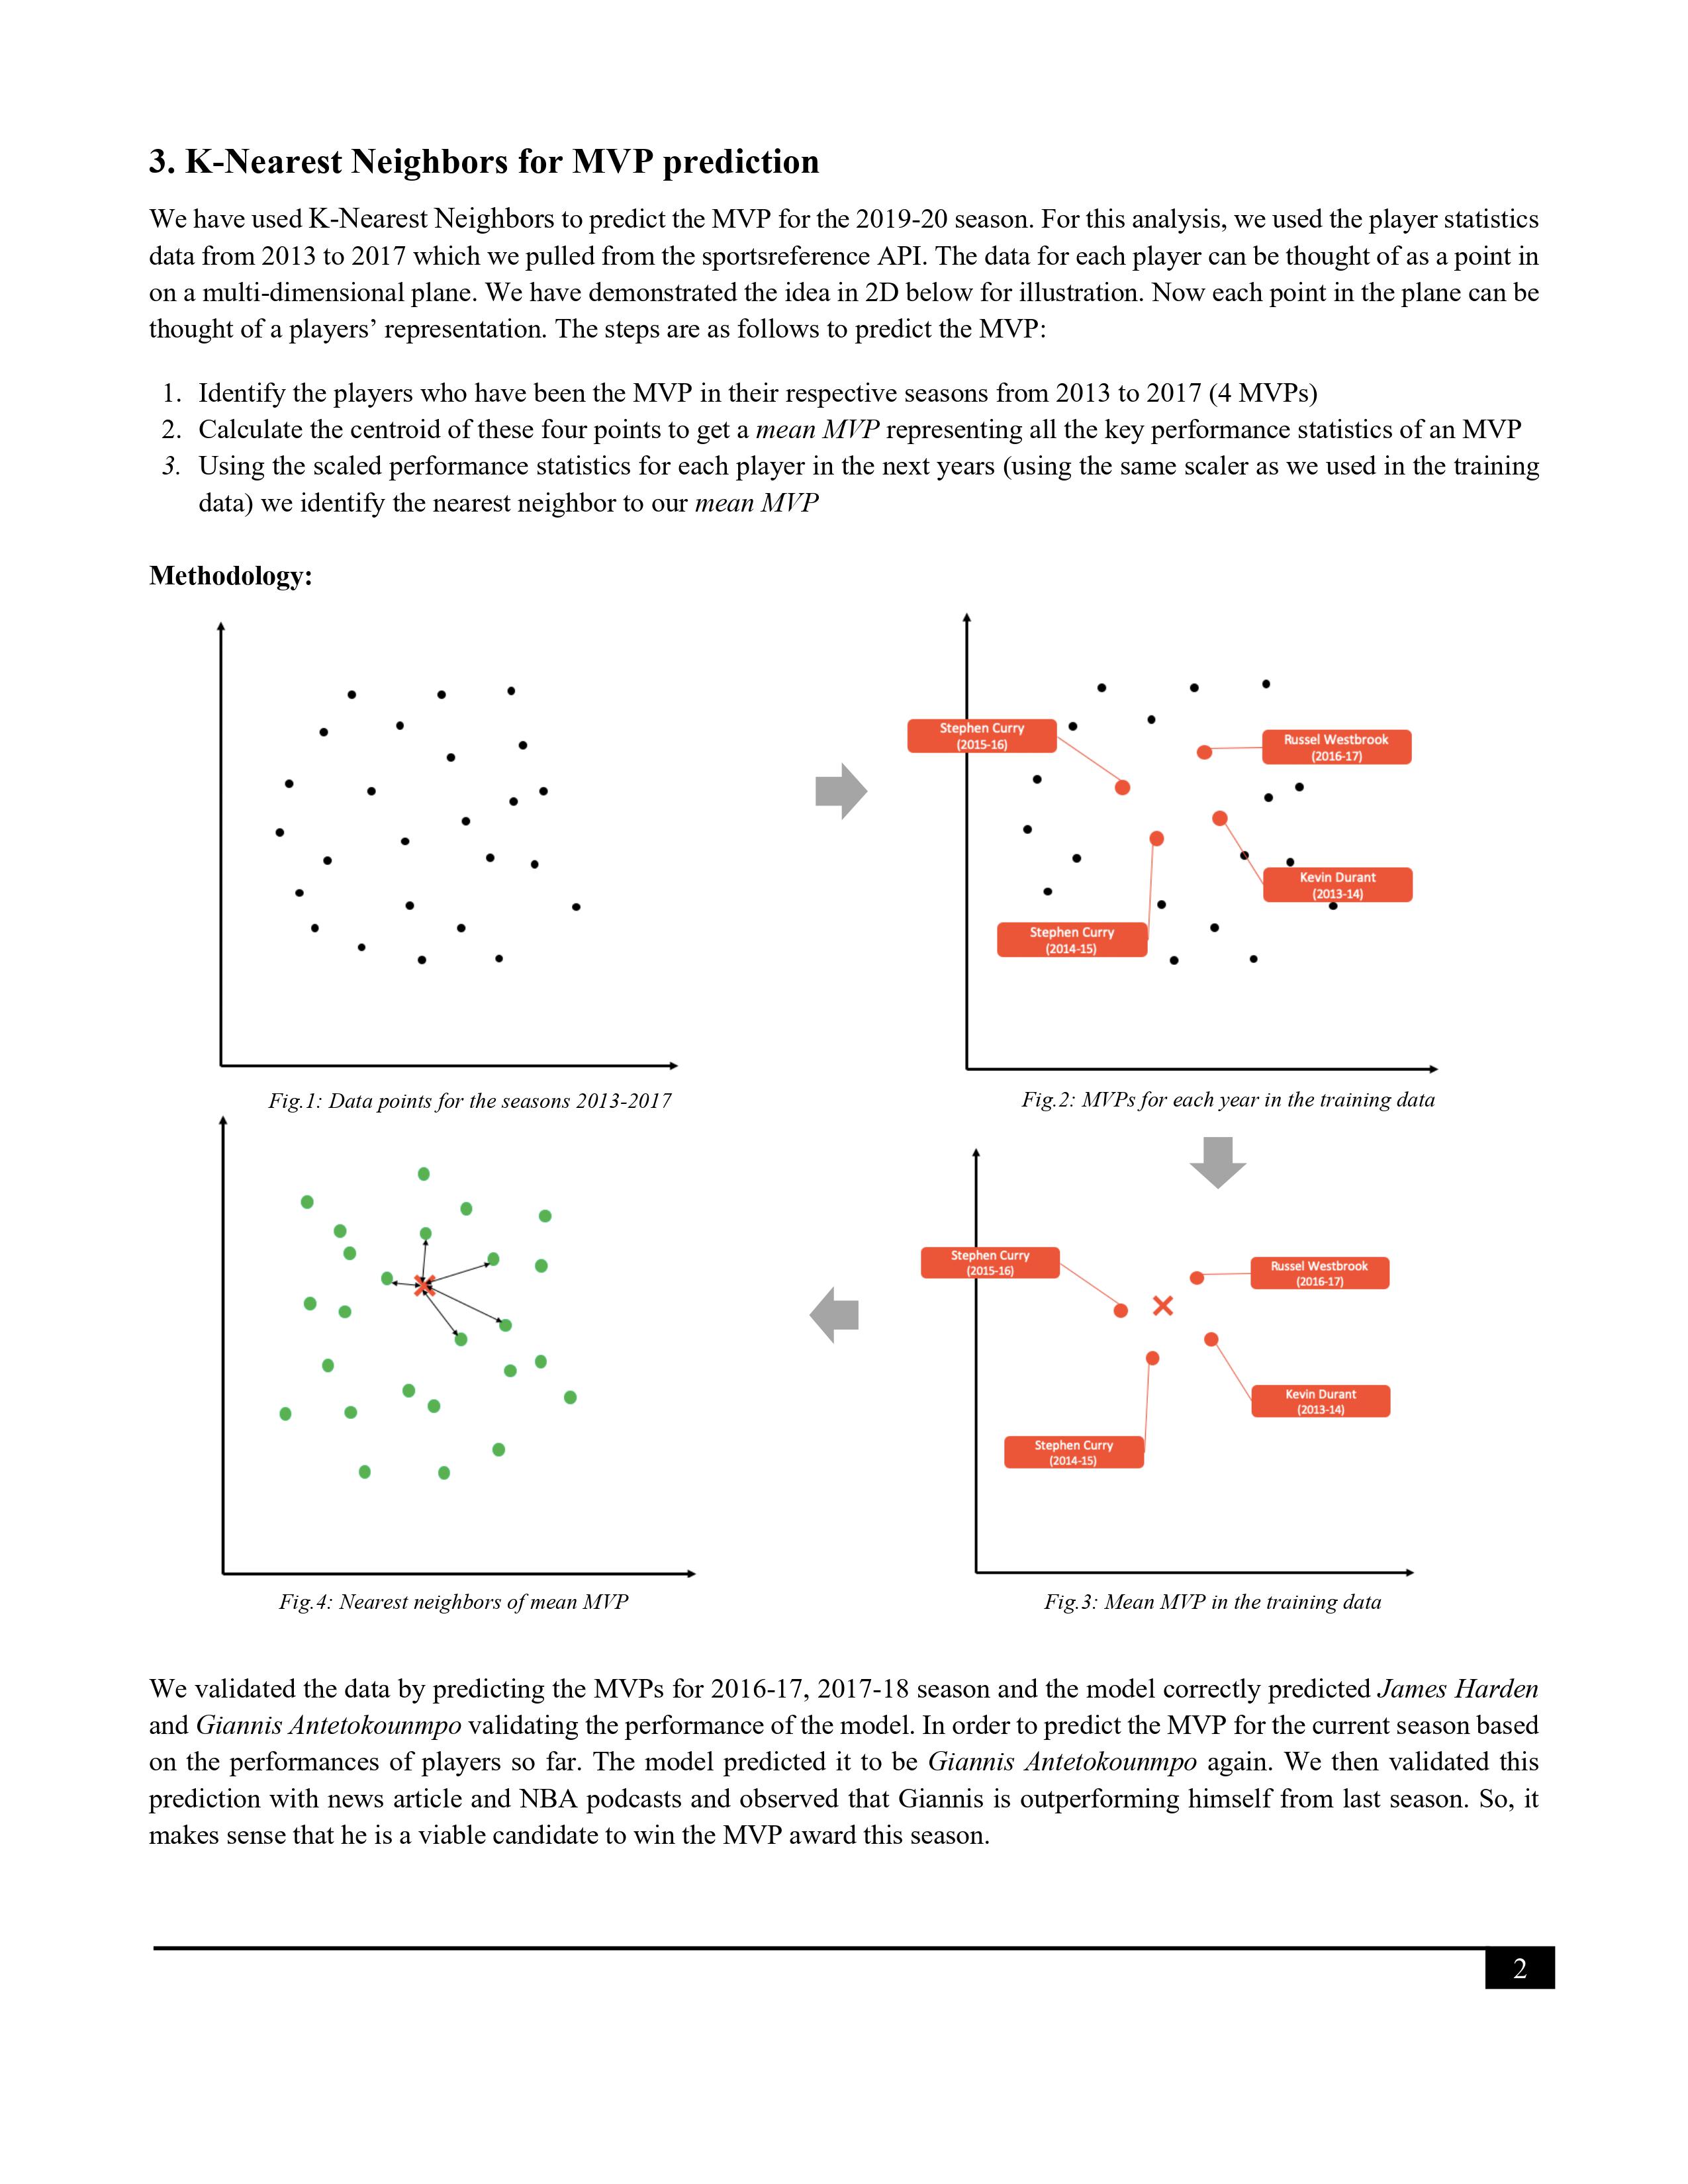 3. K-Nearest Neighbors for MVP prediction
We have used K-Nearest Neighbors to predict the MVP for the 2019-20 season. For this analysis, we used the player statistics
data from 2013 to 2017 which we pulled from the sportsreference API. The data for each player can be thought of as a point in
on a multi-dimensional plane. We have demonstrated the idea in 2D below for illustration. Now each point in the plane can be
thought of a players’ representation. The steps are as follows to predict the MVP:
1. Identify the players who have been the MVP in their respective seasons from 2013 to 2017 (4 MVPs)
2. Calculate the centroid of these four points to get a mean MVP representing all the key performance statistics of an MVP
3. Using the scaled performance statistics for each player in the next years (using the same scaler as we used in the training
data) we identify the nearest neighbor to our mean MVP
Methodology:
Stephen Curry
(2015-16)
Russel Westbrook
(2016-17)
Kevin Durant
(2013-14)
Stephen Curry
(2014-15)
Fig.1: Data points for the seasons 2013-2017
Fig.2: MVPs for each year in the training data
Stephen Curry
(2015-16)
Russel Westbrook
(2016-17)
Kevin Durant
(2013-14)
Stephen Curry
(2014-15)
Fig.4: Nearest neighbors of mean MVP
Fig.3: Mean MVP in the training data
We validated the data by predicting the MVPs for 2016-17, 2017-18 season and the model correctly predicted James Harden
and Giannis Antetokounmpo validating the performance of the model. In order to predict the MVP for the current season based
on the performances of players so far. The model predicted it to be Giannis Antetokounmpo again. We then validated this
prediction with news article and NBA podcasts and observed that Giannis is outperforming himself from last season. So, it
makes sense that he is a viable candidate to win the MVP award this season.
2